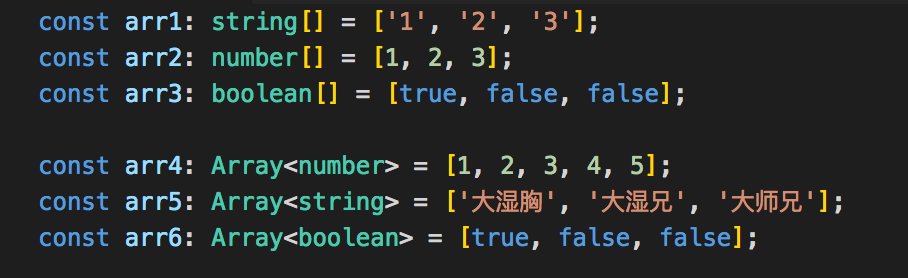 const arr1: string[] = ['1', '2', '3'];
const arr2: number[] = [1, 2, 3];
const arr3: boolean[] = [true, false, false];
const arr4: Array<number> = [1, 2, 3, 4, 5];
const arr5: Array<string> = ['大湿胸', '大湿兄', '大师兄'];
const arr6: Array<boolean> = [true, false, false];